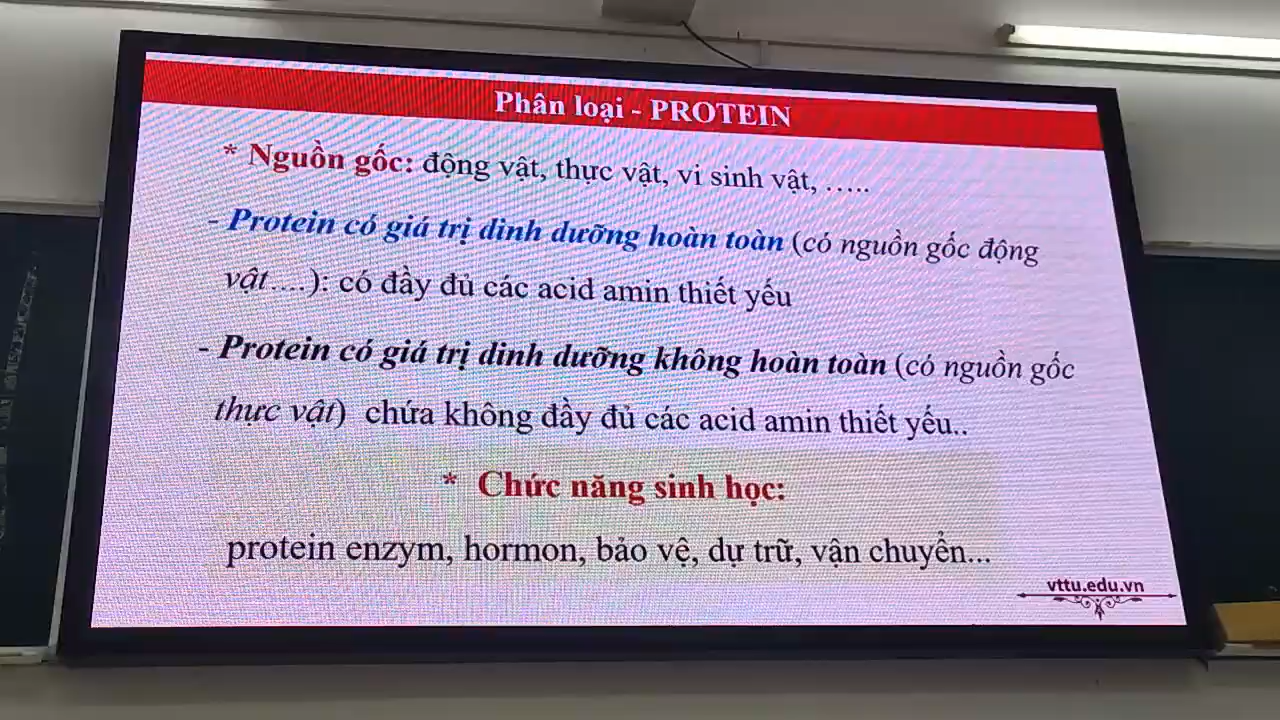 Phân loại - PROTEIN
* Nguồn gốc: động vật, thực vật, vi sinh vật, …..
- Protein có giá trị dinh dưỡng hoàn toàn (có nguồn gốc động
vật….): có đầy đủ các acid amin thiết yếu
- Protein có giá trị dinh dưỡng không hoàn toàn (có nguồn gốc
thực vật)  chứa không đầy đủ các acid amin thiết yếu..
* Chức năng sinh học:
protein enzym, hormon, bảo vệ, dự trữ, vận chuyển...
vttu.edu.vn